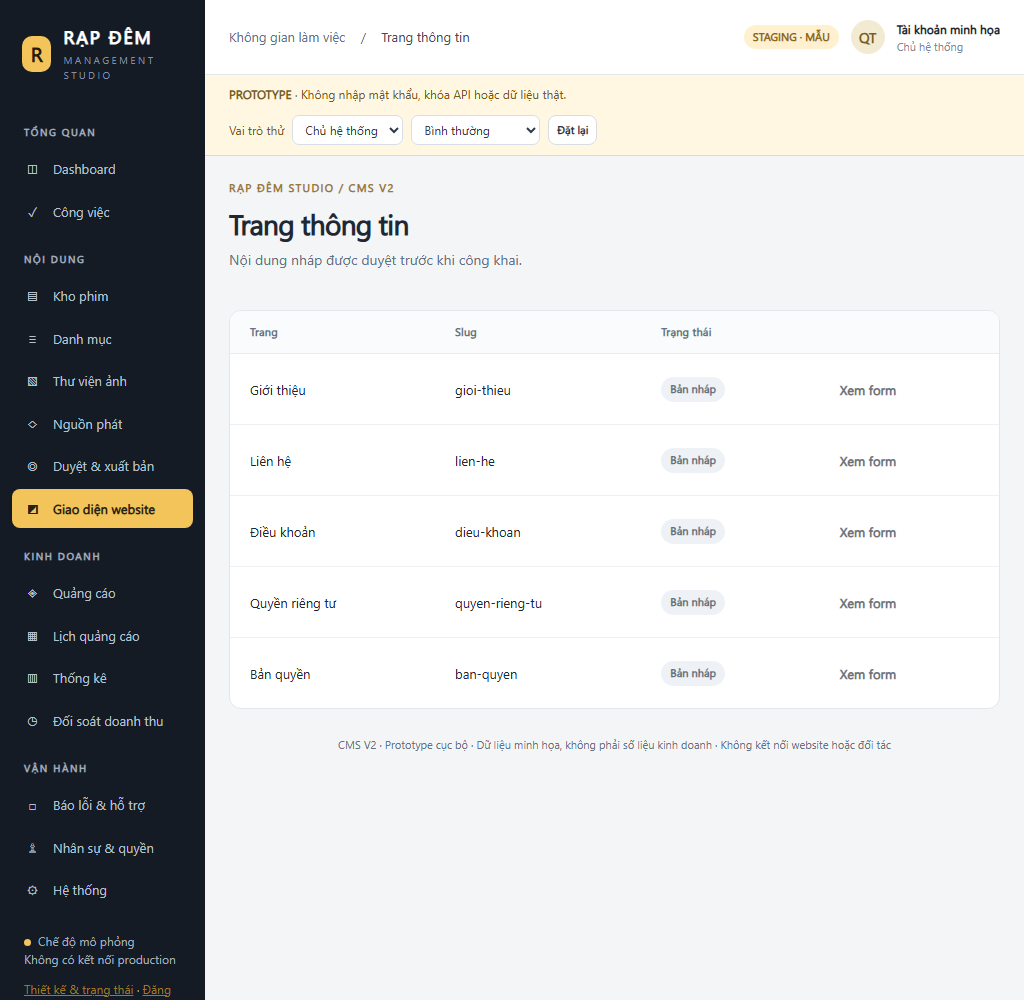 R
RẠP ĐÊM
MANAGEMENT
STUDIO
TỔNG QUAN
Dashboard
Công việc
NỘI DUNG
Kho phim
Danh mục
Thư viện ảnh
Nguồn phát
Duyệt & xuất bản
Giao diện website
KINH DOANH
Quảng cáo
Lịch quảng cáo
Thống kê
Đối soát doanh thu
VẬN HÀNH
Báo lỗi & hỗ trợ
Nhân sự & quyền
Hệ thống
Chế độ mô phỏng
Không có kết nối production
Thiết kế & trạng thái · Đăng
Không gian làm việc / Trang thông tin
STAGING · MẪU
QT
Tài khoản minh họa
Chủ hệ thống
PROTOTYPE · Không nhập mật khẩu, khóa API hoặc dữ liệu thật.
Vai trò thử Chủ hệ thống Bình thường Đặt lại
RẠP ĐÊM STUDIO / CMS V2
Trang thông tin
Nội dung nháp được duyệt trước khi công khai.
Trang Slug Trạng thái
Giới thiệu gioi-thieu Bản nháp Xem form
Liên hệ lien-he Bản nháp Xem form
Điều khoản dieu-khoan Bản nháp Xem form
Quyền riêng tư quyen-rieng-tu Bản nháp Xem form
Bản quyền ban-quyen Bản nháp Xem form
CMS V2 · Prototype cục bộ · Dữ liệu minh họa, không phải số liệu kinh doanh · Không kết nối website hoặc đối tác